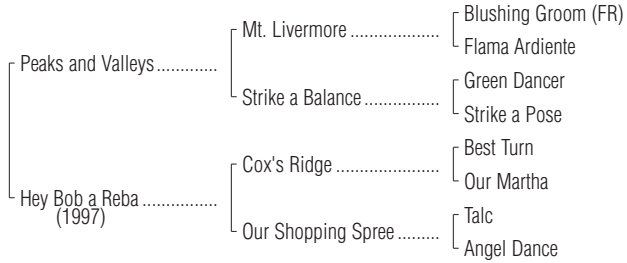 Blushing Groom (FR)
Mt. Livermore ....................
Flama Ardiente
Peaks and Valleys.............
Green Dancer
Strike a Balance .................
Strike a Pose
Best Turn
Cox's Ridge .......................
Our Martha
Hey Bob a Reba .................
(1997)
Talc
Our Shopping Spree .........
Angel Dance